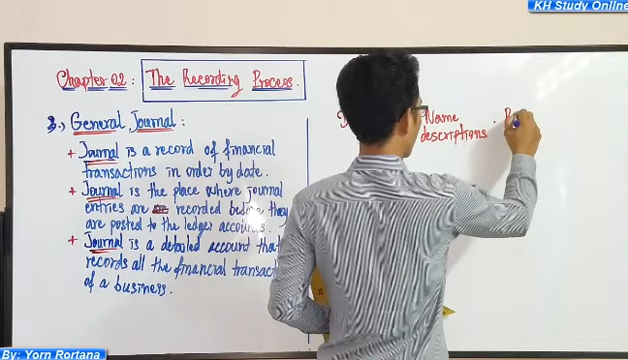 KH Study Online
Chapter 02 : The Recording Process.
3., General Journal :
+ Journal is a record of financial
transactions in order by date.
+ Journal is the place where journal
entries are recorded before they
are posted to the ledger accounts.
+ Journal is a detailed account that
records all the financial
of a business.
Name
descriptions
By: Yorn Rortana